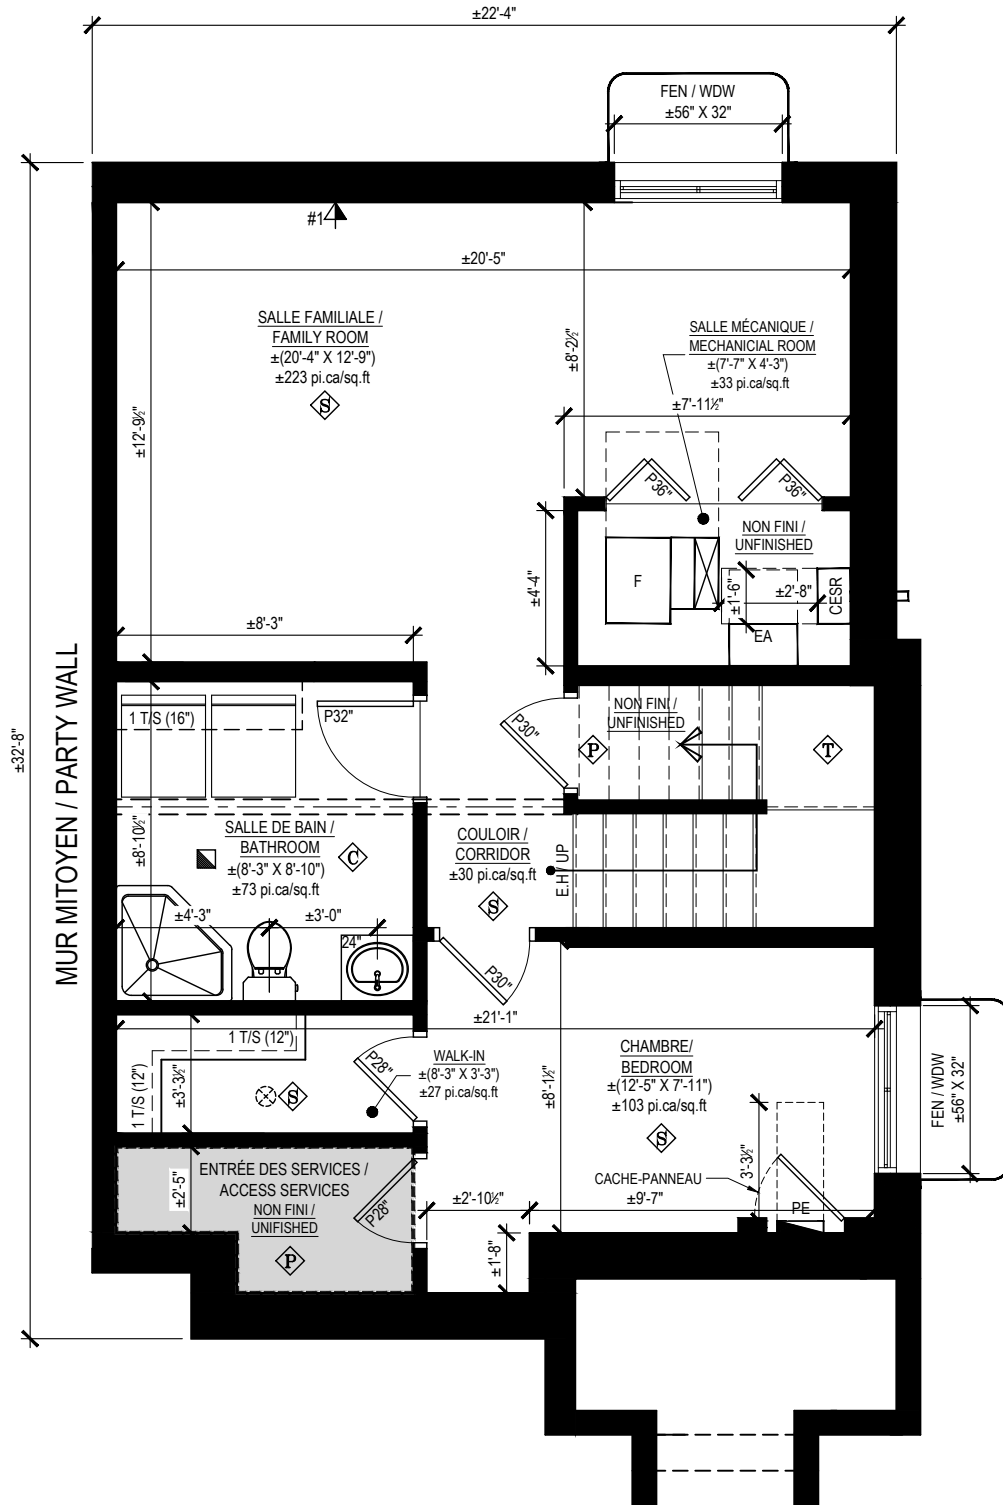 ±22'-4"
FEN / WDW
±56" X 32"
#1
±20'-5"
SALLE FAMILIALE /
FAMILY ROOM
±(20'-4" X 12'-9")
±223 pi.ca/sq.ft
S
±8'-2½"
SALLE MÉCANIQUE /
MECHANICIAL ROOM
±(7'-7" X 4'-3")
±33 pi.ca/sq.ft
±7'-11½"
±12'-9½"
P36"
P36"
NON FINI /
UNFINISHED
F
±4'-4"
±1'-6"
±2'-8"
CESR
EA
±8'-3"
MUR MITOYEN / PARTY WALL
±32'-8"
1 T/S (16")
P32"
P30"
NON FINI /
UNFINISHED
P
T
±8'-10½"
SALLE DE BAIN /
BATHROOM
±(8'-3" X 8'-10")
±73 pi.ca/sq.ft
C
COULOIR /
CORRIDOR
±30 pi.ca/sq.ft
S
E.H/ UP
±4'-3"
±3'-0"
24"
P30"
±21'-1"
1 T/S (12")
1 T/S (12")
±3'-3½"
S
P28"
WALK-IN
±(8'-3" X 3'-3")
±27 pi.ca/sq.ft
±8'-1½"
CHAMBRE/
BEDROOM
±(12'-5" X 7'-11")
±103 pi.ca/sq.ft
S
FEN / WDW
±56" X 32"
3'-3½"
CACHE-PANNEAU
±9'-7"
PE
±2'-5"
ENTRÉE DES SERVICES /
ACCESS SERVICES
NON FINI /
UNIFISHED
P
P28"
±2'-10½"
±1'-8"